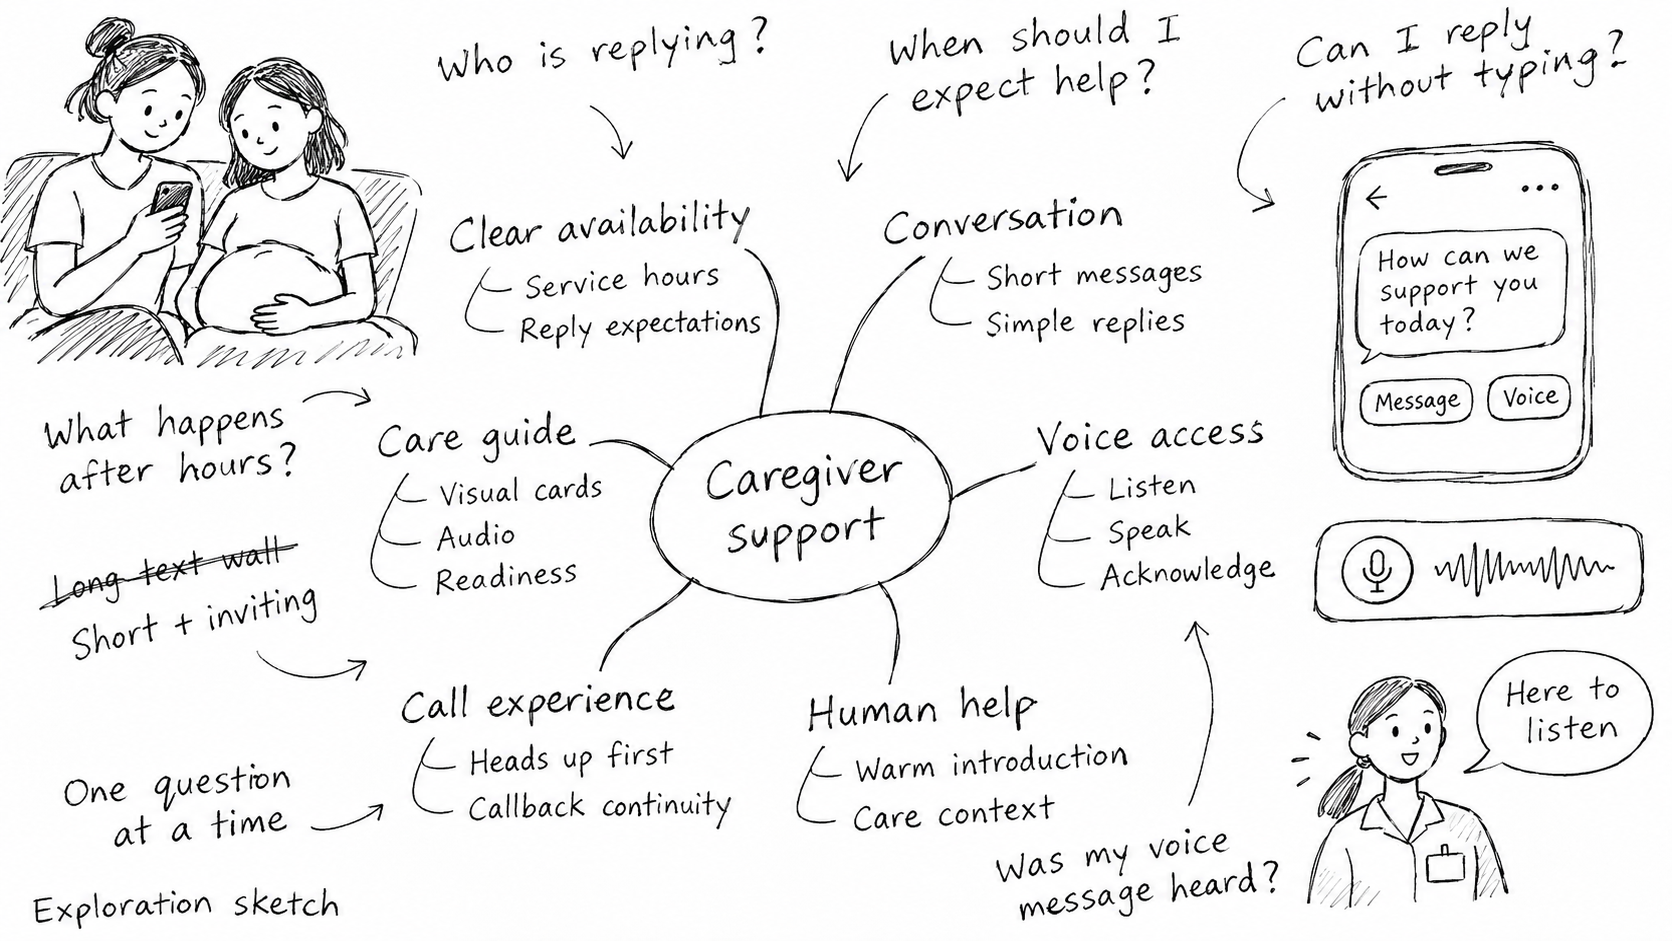 Who is replying?
When should I
expect help?
Can I reply
without typing?
Clear availability
Service hours
Reply expectations
Conversation
Short messages
Simple replies
How can we
support you
today?
Message
Voice
What happens
after hours?
Care guide
Visual cards
Audio
Readiness
Caregiver
support
Voice access
Listen
Speak
Acknowledge
Long text wall
Short + inviting
Call experience
Heads up first
Callback continuity
Human help
Warm introduction
Care context
Here to
listen
One question
at a time
Was my voice
message heard?
Exploration sketch